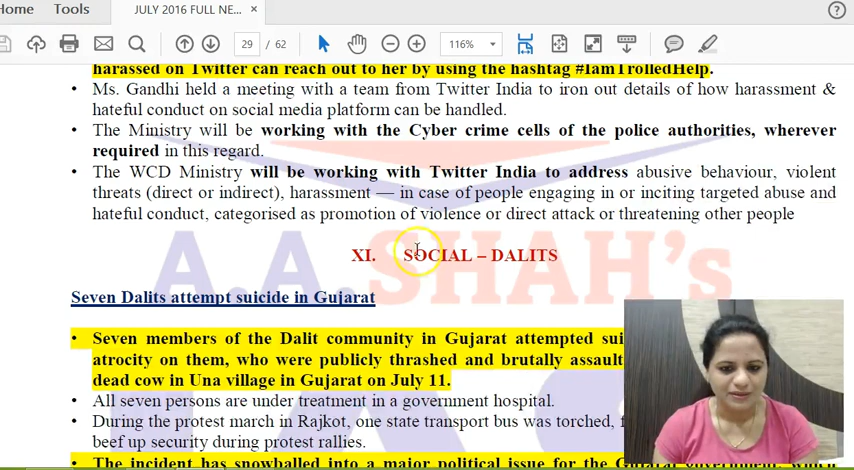 Home Tools
JULY 2016 FULL NE... ×
29 / 62 116%
harassed on Twitter can reach out to her by using the hashtag #IamTrolledHelp.
• Ms. Gandhi held a meeting with a team from Twitter India to iron out details of how harassment &
hateful conduct on social media platform can be handled.
• The Ministry will be working with the Cyber crime cells of the police authorities, wherever
required in this regard.
• The WCD Ministry will be working with Twitter India to address abusive behaviour, violent
threats (direct or indirect), harassment — in case of people engaging in or inciting targeted abuse and
hateful conduct, categorised as promotion of violence or direct attack or threatening other people
A.A.SHAH's
XI. SOCIAL – DALITS
Seven Dalits attempt suicide in Gujarat
• Seven members of the Dalit community in Gujarat attempted sui
atrocity on them, who were publicly thrashed and brutally assault
dead cow in Una village in Gujarat on July 11.
• All seven persons are under treatment in a government hospital.
• During the protest march in Rajkot, one state transport bus was torched, f
beef up security during protest rallies.
• The incident has snowballed into a major political issue for the Gujarat government, which